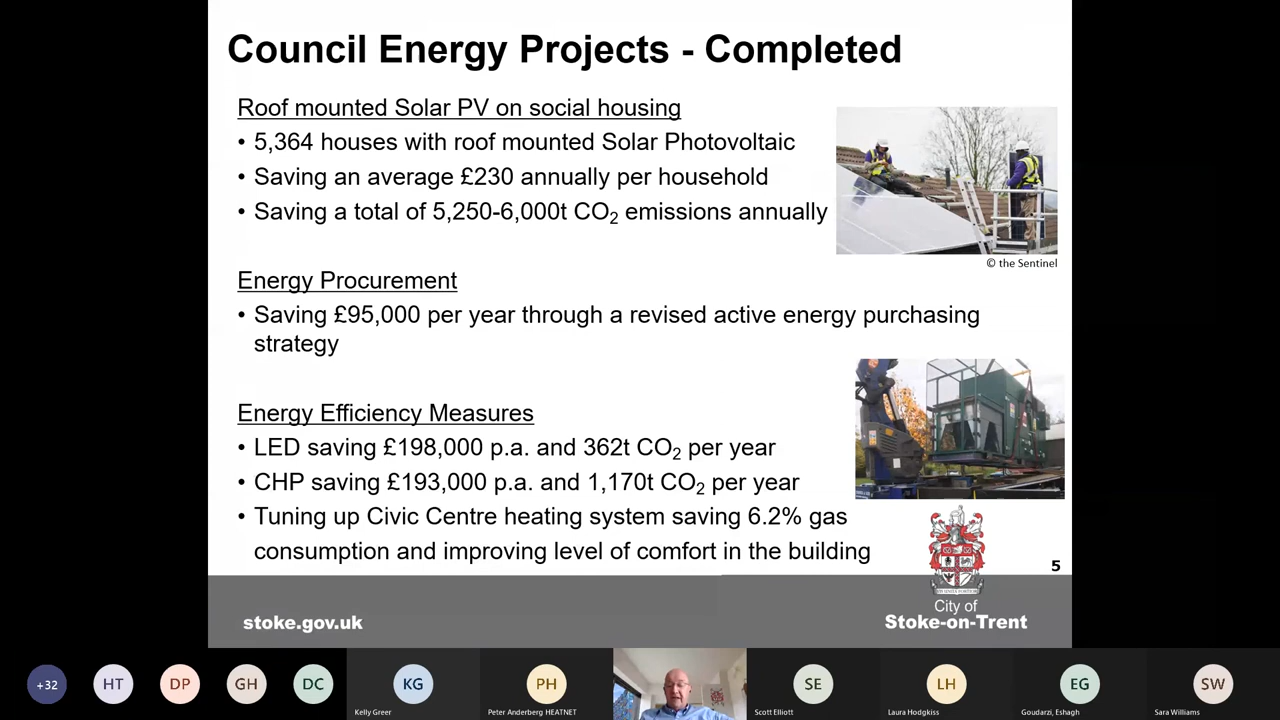 Council Energy Projects - Completed
Roof mounted Solar PV on social housing
• 5,364 houses with roof mounted Solar Photovoltaic
• Saving an average £230 annually per household
• Saving a total of 5,250-6,000t CO₂ emissions annually
© the Sentinel
Energy Procurement
• Saving £95,000 per year through a revised active energy purchasing
strategy
Energy Efficiency Measures
• LED saving £198,000 p.a. and 362t CO₂ per year
• CHP saving £193,000 p.a. and 1,170t CO₂ per year
• Tuning up Civic Centre heating system saving 6.2% gas
consumption and improving level of comfort in the building
5
stoke.gov.uk
City of
Stoke-on-Trent
+32
HT
DP
GH
DC
KG
Kelly Greer
PH
Peter Anderberg HEATNET
SE
Scott Elliott
LH
Laura Hodgkiss
EG
Goudarzi, Eshagh
SW
Sara Williams